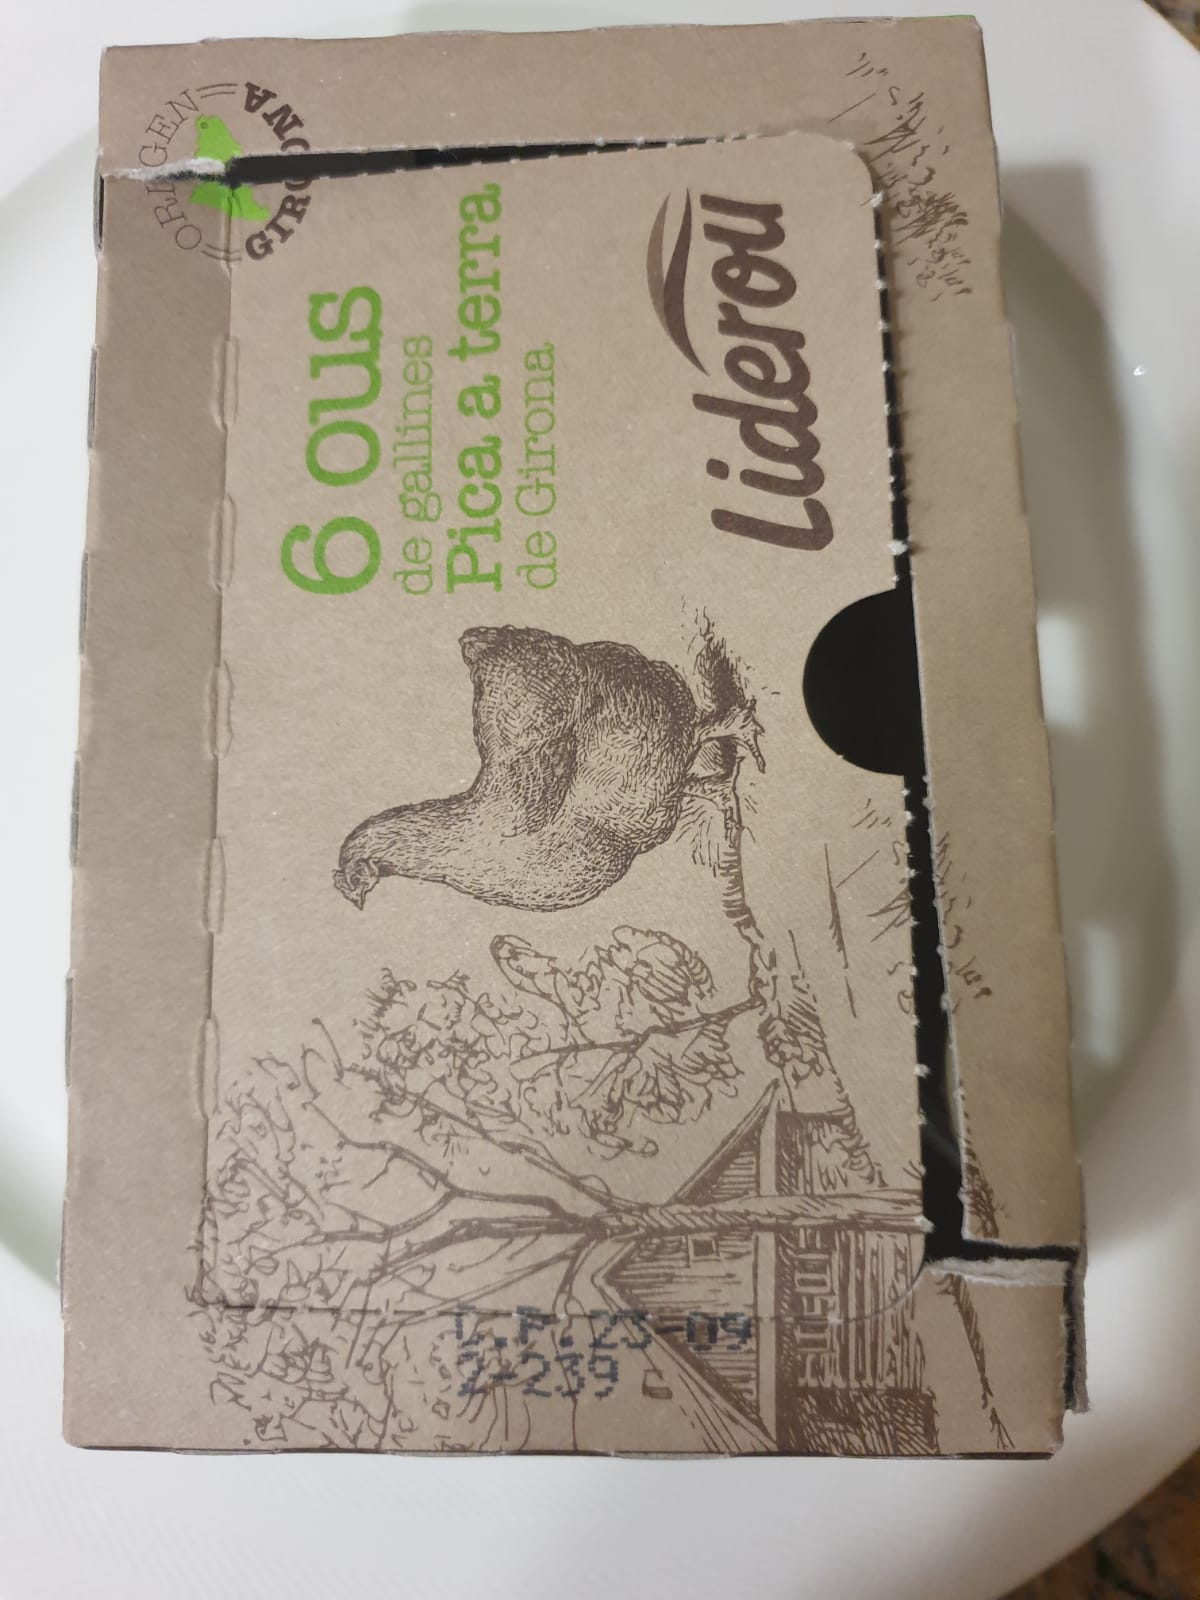 ORIGEN
GIRONA
6 ous
de gallines
Pica a terra
de Girona
Liderou